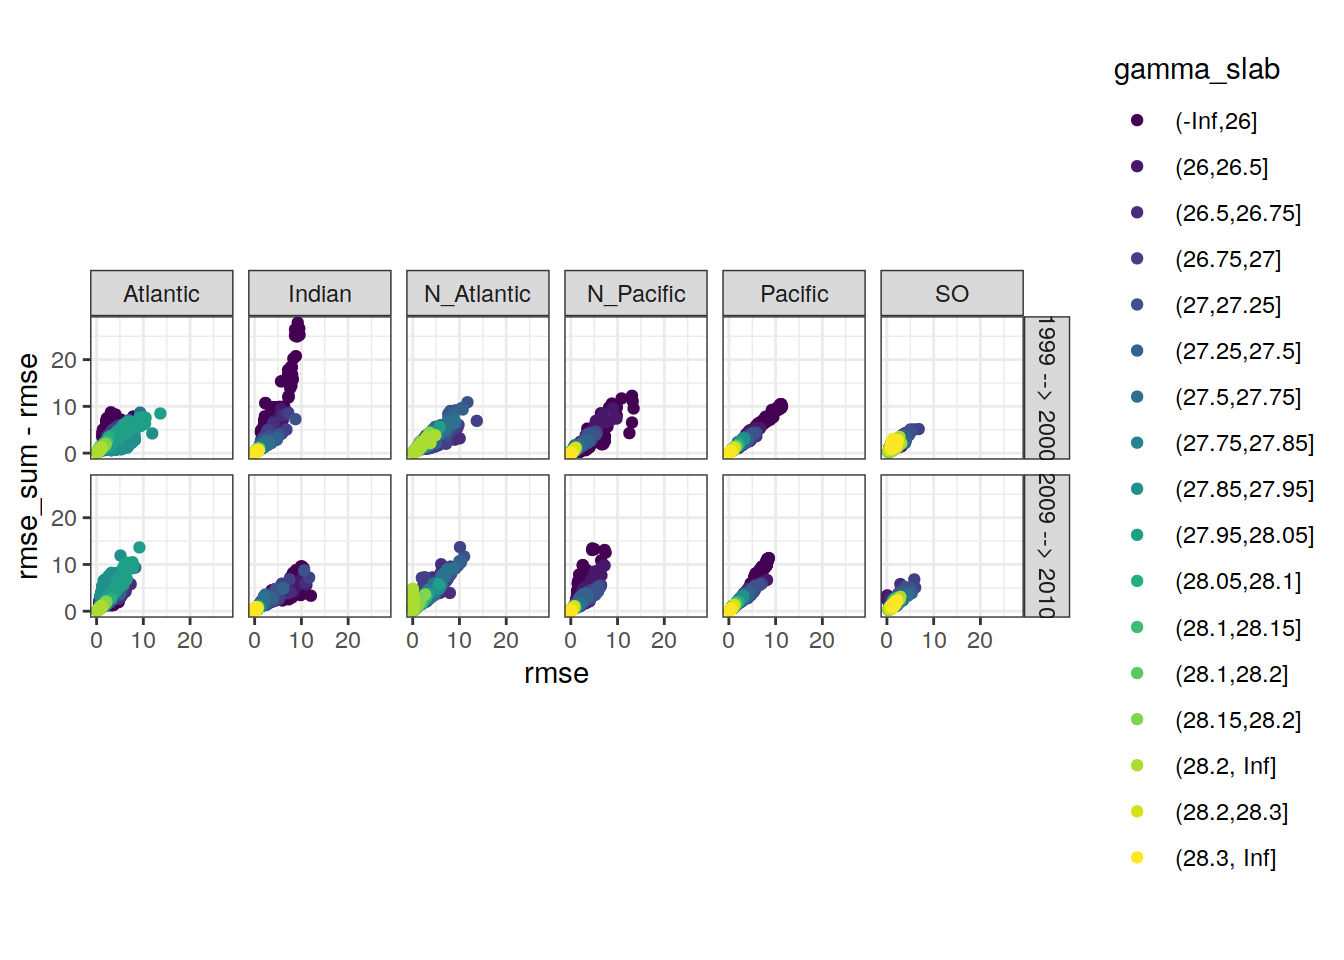 gamma_slab
(-Inf,26]
(26,26.5]
(26.5,26.75]
(26.75,27]
(27,27.25]
(27.25,27.5]
(27.5,27.75]
(27.75,27.85]
(27.85,27.95]
(27.95,28.05]
(28.05,28.1]
(28.1,28.15]
(28.1,28.2]
(28.15,28.2]
(28.2, Inf]
(28.2,28.3]
(28.3, Inf]
Atlantic Indian N_Atlantic N_Pacific Pacific SO
1999 --> 2000
2009 --> 2010
rmse_sum - rmse
20
10
0
20
10
0
0 10 20 0 10 20 0 10 20 0 10 20 0 10 20 0 10 20
rmse